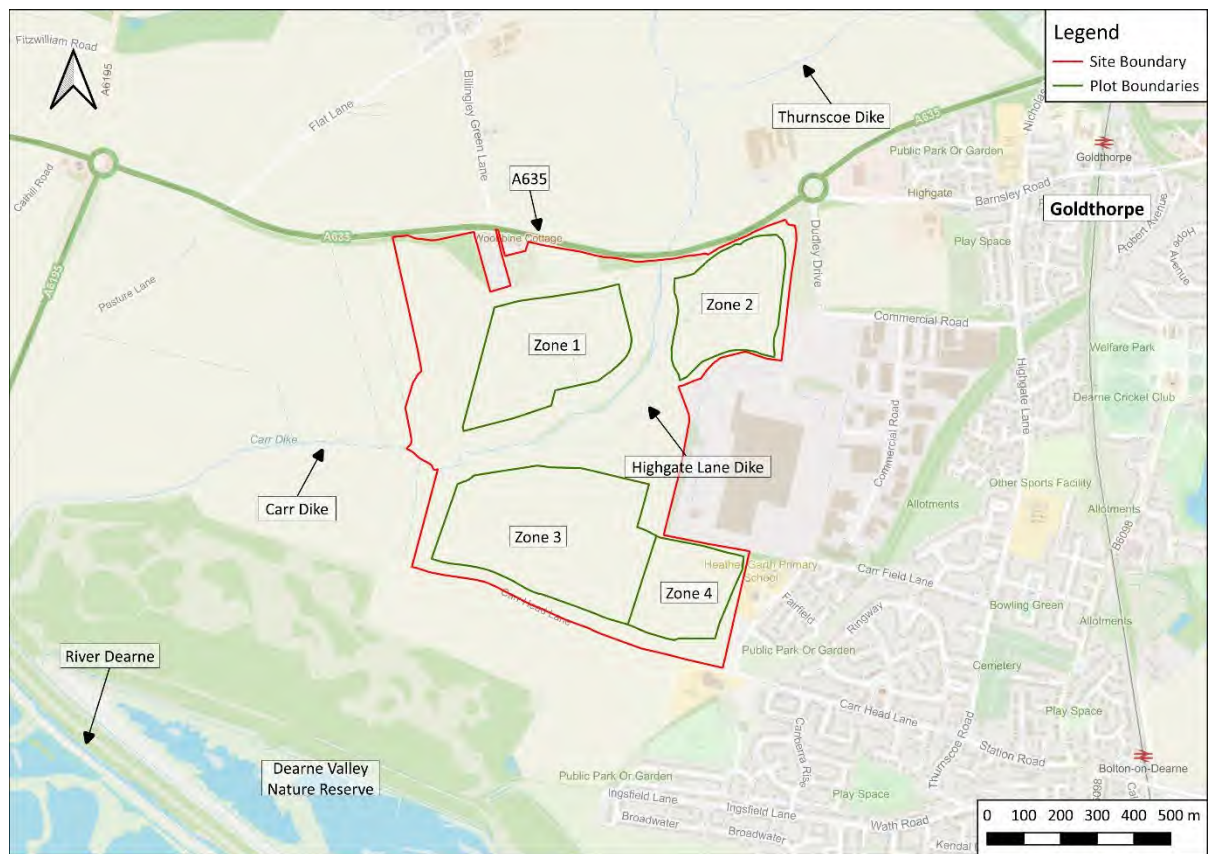 Fitzwilliam Road
A6195
Flat Lane
Billingley Green Lane
Thurnscoe Dike
A635
Legend
Site Boundary
Plot Boundaries
Nicholas
Public Park Or Garden
Goldthorpe
Highgate
Barnsley Road
Goldthorpe
Robert Avenue
Hope
Avenue
Cathill Road
A635
A635
Woodbine Cottage
Dudley Drive
Play Space
A6195
Pasture Lane
Zone 1
Zone 2
Commercial Road
Welfare Park
Highgate Lane
Dearne Cricket Club
Commercial Road
Carr Dike
Highgate Lane Dike
Carr Dike
Other Sports Facility
Allotments
Allotments
B6098
Zone 3
Heather Garth Primary
School
Carr Field Lane
Zone 4
Carr Head Lane
Fairfield
Ringway
Bowling Green
Allotments
River Dearne
Public Park Or Garden
Cemetery
Carr Head Lane
Play Space
Canberra Rise
Thurnscoe Road
Station Road
Bolton-on-Dearne
Dearne Valley
Nature Reserve
Public Park Or Garden
Ingsfield Lane
Ingsfield Lane
Play Space
Broadwater
Broadwater
Wath Road
6098
Kendal
0 100 200 300 400 500 m